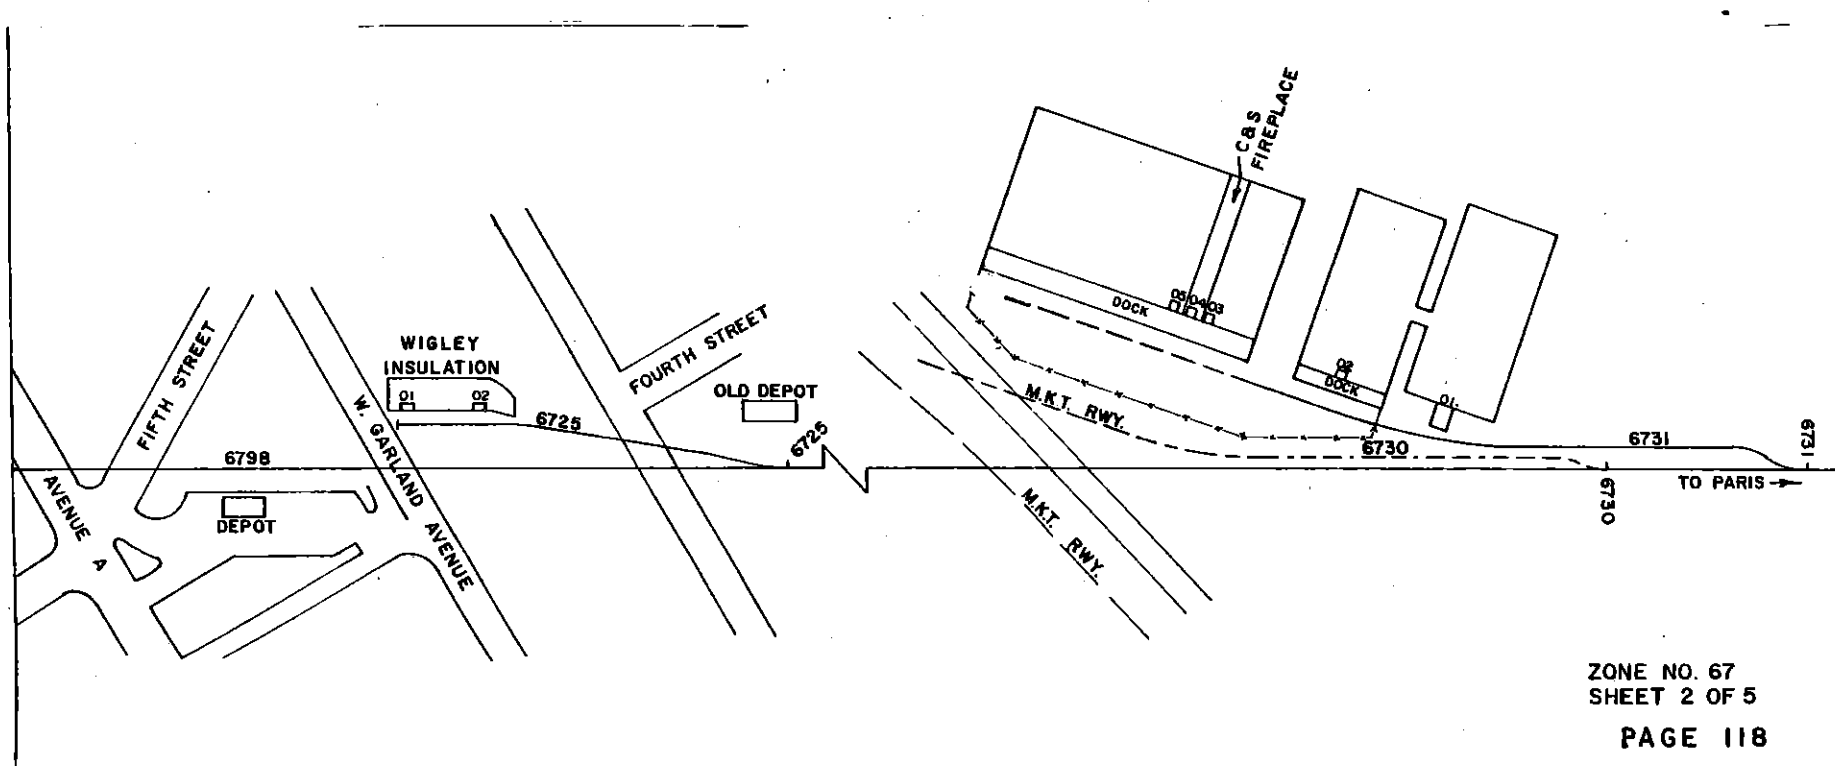 FIFTH STREET
6798
AVENUE A
DEPOT
W. GARLAND AVENUE
WIGLEY
INSULATION
01
02
6725
FOURTH STREET
OLD DEPOT
6725
C & S
FIREPLACE
05
04
03
DOCK
02
DOCK
01.
M.K.T. RWY.
M.K.T. RWY.
6730
6731
6731
6730
TO PARIS
ZONE NO. 67
SHEET 2 OF 5
PAGE 118